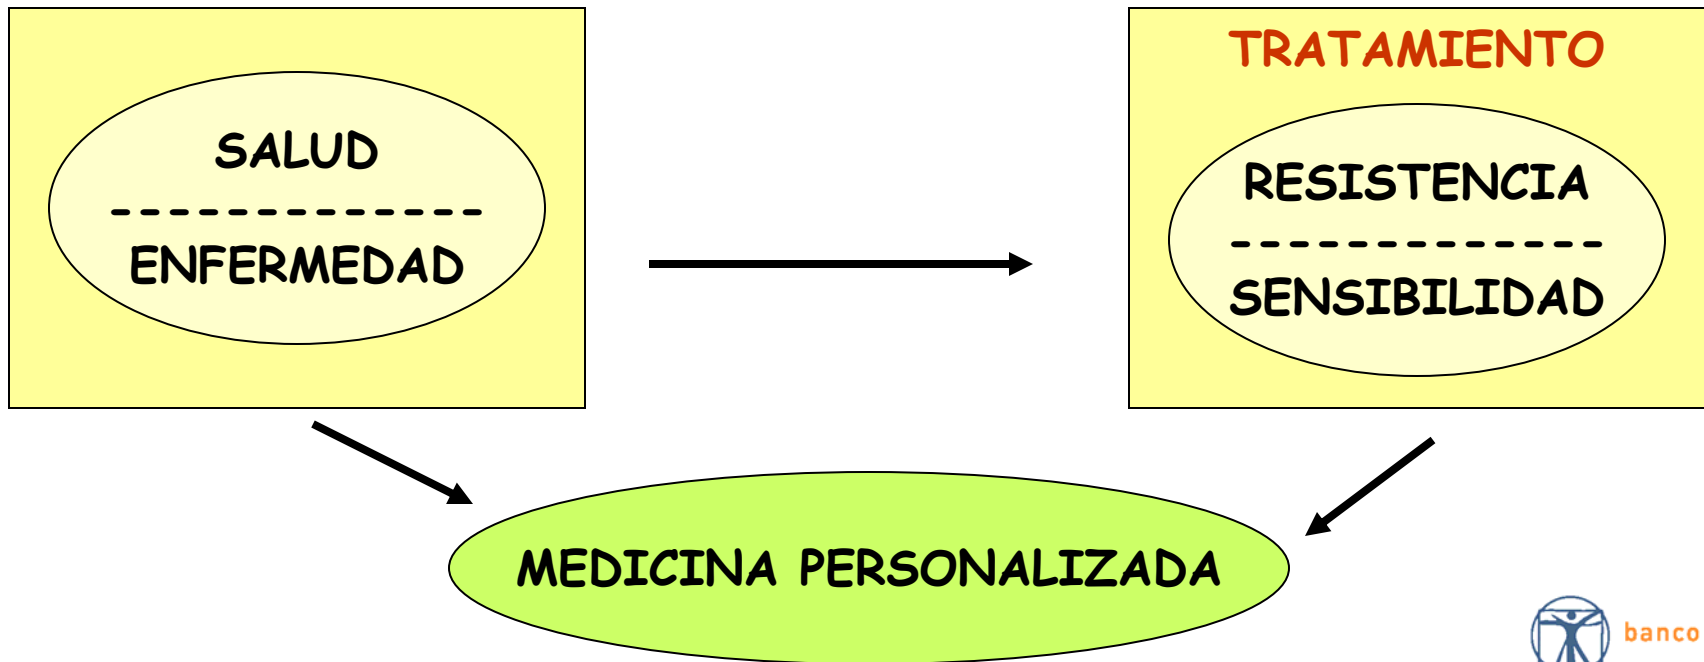 SALUD
---------------
ENFERMEDAD
TRATAMIENTO
RESISTENCIA
---------------
SENSIBILIDAD
MEDICINA PERSONALIZADA
banco